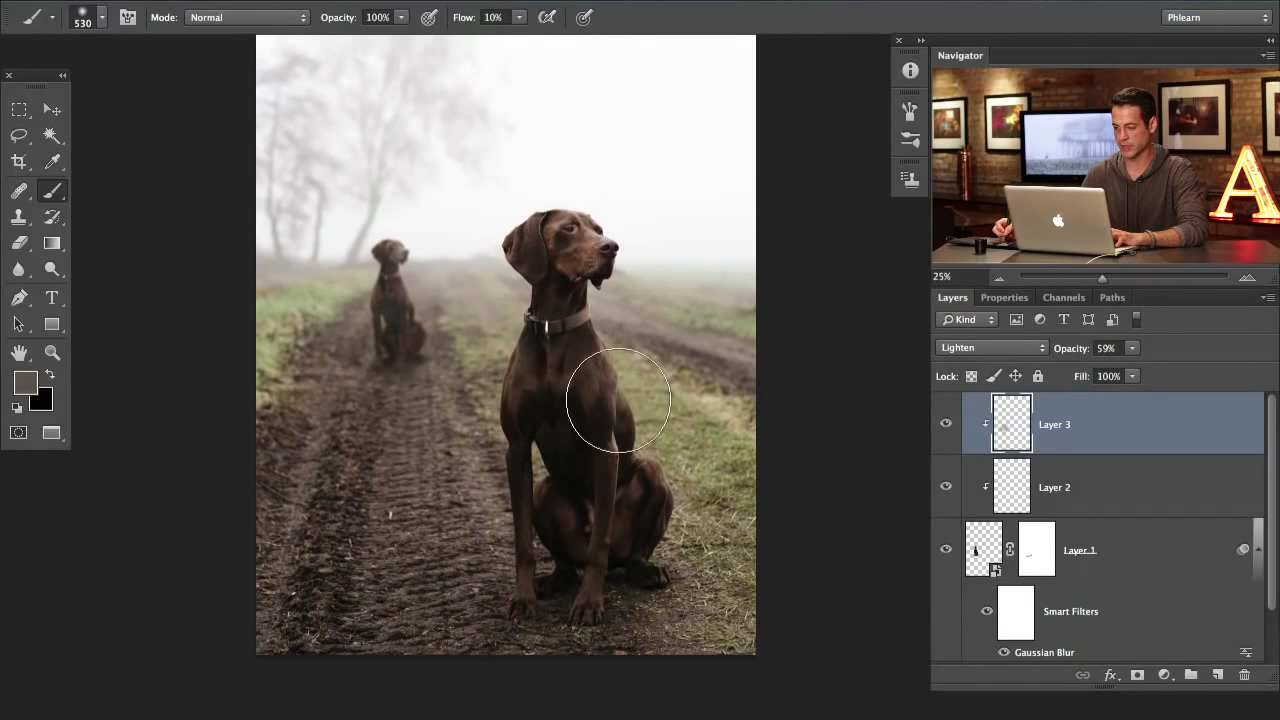 530
Mode: Normal
Opacity: 100%
Flow: 10%
Phlearn
Navigator
A
25%
Layers Properties Channels Paths
Kind
Lighten
Opacity: 59%
Lock:
Fill: 100%
Layer 3
Layer 2
Layer 1
Smart Filters
Gaussian Blur
fx